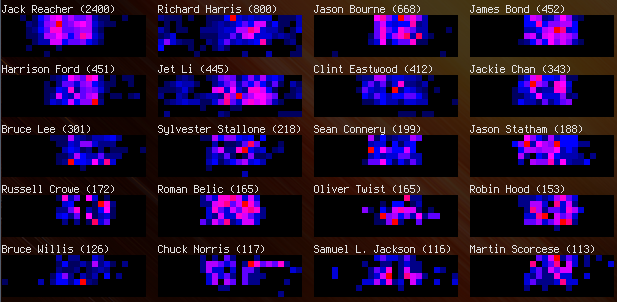 Jack Reacher (2400) Richard Harris (800) Jason Bourne (668) James Bond (452)
Harrison Ford (451) Jet Li (445) Clint Eastwood (412) Jackie Chan (343)
Bruce Lee (301) Sylvester Stallone (218) Sean Connery (199) Jason Statham (188)
Russell Crowe (172) Roman Belic (165) Oliver Twist (165) Robin Hood (153)
Bruce Willis (126) Chuck Norris (117) Samuel L. Jackson (116) Martin Scorcese (113)